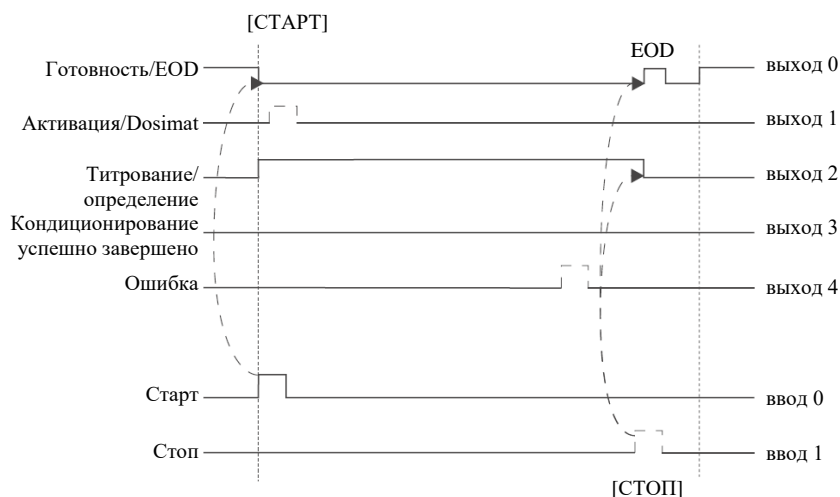 [СТАРТ]
EOD
Готовность/EOD
выход 0
Активация/Dosimat
выход 1
Титрование/
определение
выход 2
Кондиционирование
успешно завершено
выход 3
Ошибка
выход 4
Старт
ввод 0
Стоп
ввод 1
[СТОП]